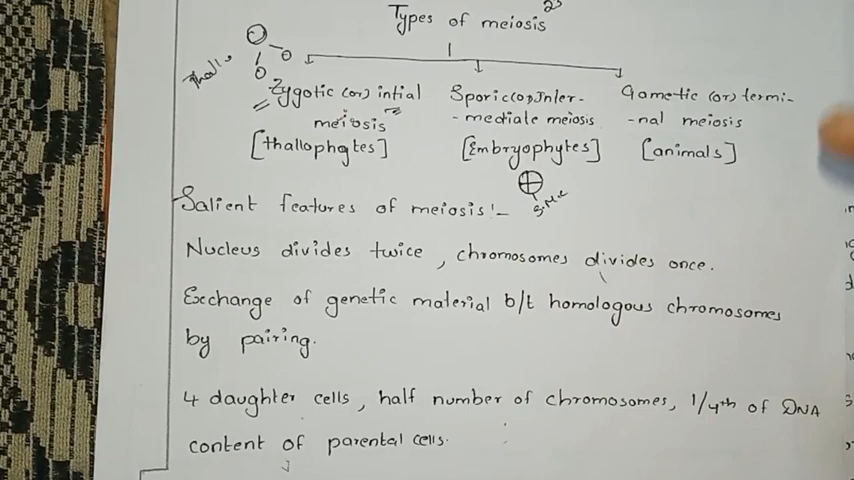 Types of meiosis
Zygotic (or) intial
meiosis
[thallophytes]
Sporic (or) Inter-
-mediale meiosis
[Embryophytes]
Gametic (or) termi-
-nal meiosis
[animals]
Salient features of meiosis:-
Nucleus divides twice, chromosomes divides once.
Exchange of genetic material b/t homologous chromosomes
by pairing.
4 daughter cells, half number of chromosomes, 1/4th of DNA
content of parental cells.